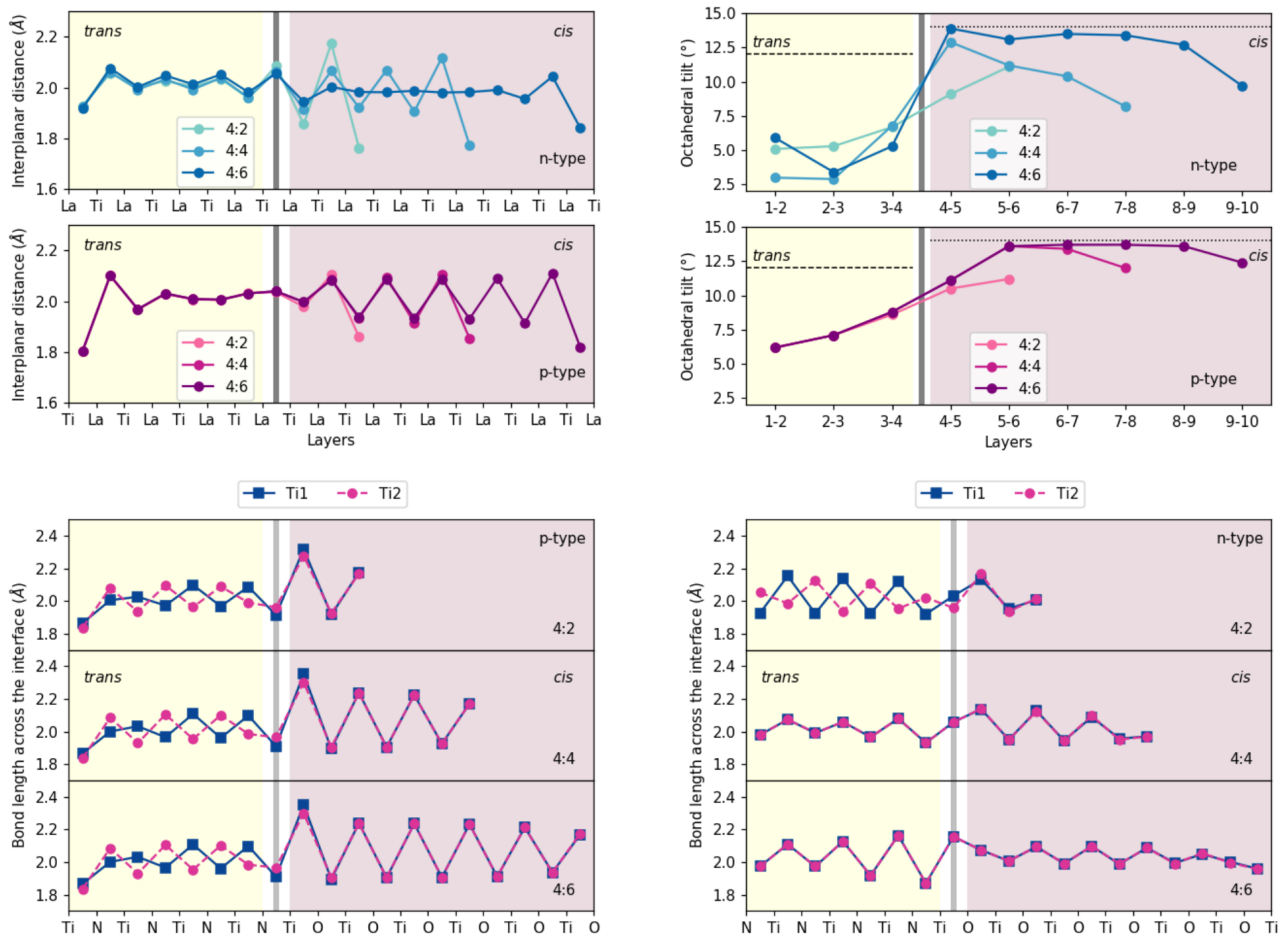 trans
cis
2.2
2.0
1.8
1.6
Interplanar distance (Å)
4:2
4:4
4:6
n-type
La Ti La Ti La Ti La Ti La Ti La Ti La Ti La Ti La Ti La Ti
trans
cis
15.0
12.5
10.0
7.5
5.0
2.5
Octahedral tilt (°)
4:2
4:4
4:6
n-type
1-2 2-3 3-4 4-5 5-6 6-7 7-8 8-9 9-10
trans
cis
2.2
2.0
1.8
1.6
Interplanar distance (Å)
4:2
4:4
4:6
p-type
Ti La Ti La Ti La Ti La Ti La Ti La Ti La Ti La Ti La Ti La
Layers
trans
cis
15.0
12.5
10.0
7.5
5.0
2.5
Octahedral tilt (°)
4:2
4:4
4:6
p-type
1-2 2-3 3-4 4-5 5-6 6-7 7-8 8-9 9-10
Layers
Ti1 Ti2
Bond length across the interface (Å)
2.4
2.2
2.0
1.8
p-type
4:2
2.4
2.2
2.0
1.8
trans
cis
4:4
2.4
2.2
2.0
1.8
4:6
Ti N Ti N Ti N Ti N Ti O Ti O Ti O Ti O Ti O
Ti1 Ti2
Bond length across the interface (Å)
2.4
2.2
2.0
1.8
n-type
4:2
2.4
2.2
2.0
1.8
trans
cis
4:4
2.4
2.2
2.0
1.8
4:6
N Ti N Ti N Ti N Ti O Ti O Ti O Ti O Ti O Ti O Ti